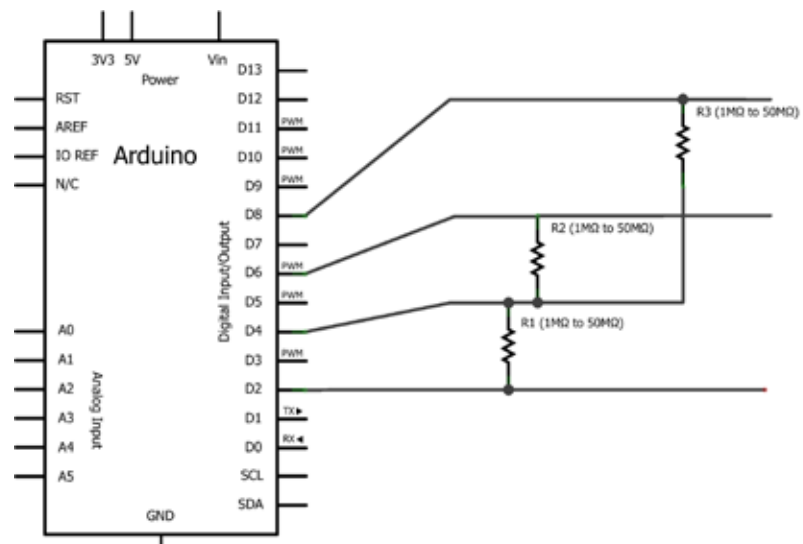 3V3 5V Vin
Power
Arduino
RST
AREF
IO REF
N/C
A0
A1
A2
A3
A4
A5
Analog Input
D13
D12
D11 PWM
D10 PWM
D9 PWM
D8
D7
D6 PWM
D5 PWM
D4
D3 PWM
D2
D1 TX▶
D0 RX◀
SCL
SDA
Digital Input/Output
GND
R3 (1MΩ to 50MΩ)
R2 (1MΩ to 50MΩ)
R1 (1MΩ to 50MΩ)